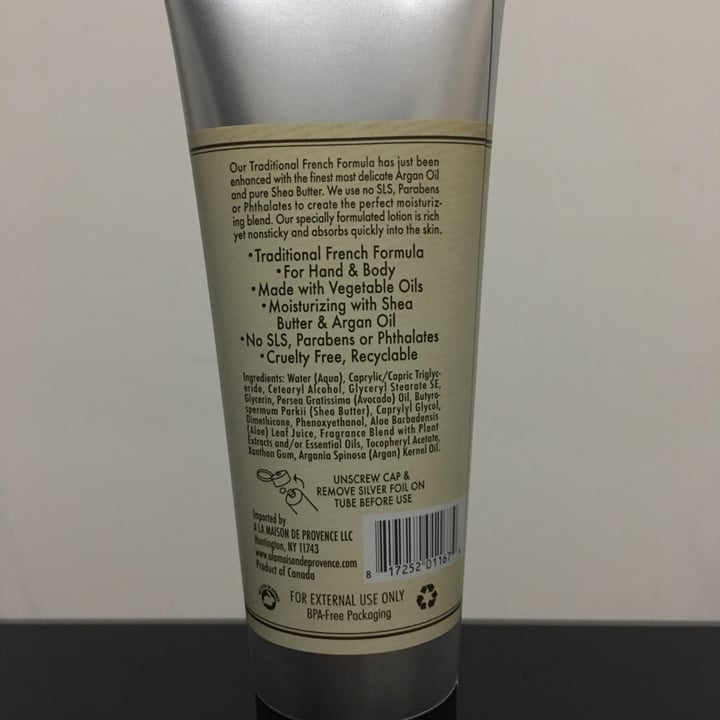 Our Traditional French Formula has just been
enhanced with the finest most delicate Argan Oil
and pure Shea Butter. We use no SLS, Parabens
or Phthalates to create the perfect moisturiz-
ing blend. Our specially formulated lotion is rich
yet nonsticky and absorbs quickly into the skin.
•Traditional French Formula
•For Hand & Body
•Made with Vegetable Oils
•Moisturizing with Shea
Butter & Argan Oil
•No SLS, Parabens or Phthalates
•Cruelty Free, Recyclable
Ingredients: Water (Aqua), Caprylic/Capric Triglyc-
eride, Cetearyl Alcohol, Glyceryl Stearate SE,
Glycerin, Persea Gratissima (Avocado) Oil, Butyro-
spermum Parkii (Shea Butter), Caprylyl Glycol,
Dimethicone, Phenoxyethanol, Aloe Barbadensis
(Aloe) Leaf Juice, Fragrance Blend with Plant
Extracts and/or Essential Oils, Tocopheryl Acetate,
Xanthan Gum, Argania Spinosa (Argan) Kernel Oil.
UNSCREW CAP &
REMOVE SILVER FOIL ON
TUBE BEFORE USE
Imported by
A LA MAISON DE PROVENCE LLC
Huntington, NY 11743
www.alamaisondeprovence.com
Product of Canada
8 17252 01167
FOR EXTERNAL USE ONLY
BPA-Free Packaging